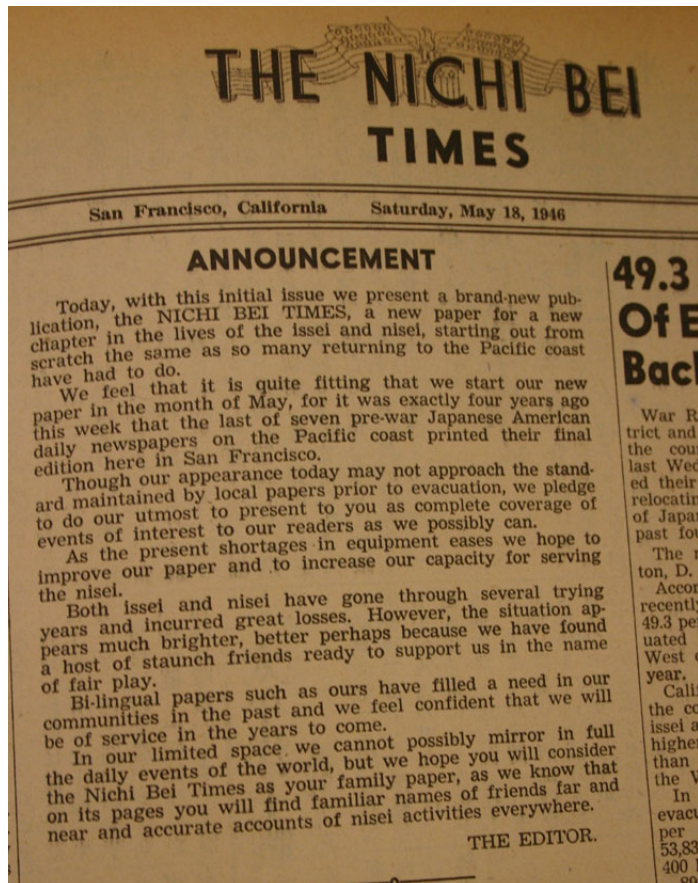 THE NICHI BEI
TIMES
San Francisco, California Saturday, May 18, 1946
ANNOUNCEMENT
Today, with this initial issue we present a brand-new pub-
lication, the NICHI BEI TIMES, a new paper for a new
chapter in the lives of the issei and nisei, starting out from
scratch the same as so many returning to the Pacific coast
have had to do.
We feel that it is quite fitting that we start our new
paper in the month of May, for it was exactly four years ago
this week that the last of seven pre-war Japanese American
daily newspapers on the Pacific coast printed their final
edition here in San Francisco.
Though our appearance today may not approach the stand-
ard maintained by local papers prior to evacuation, we pledge
to do our utmost to present to you as complete coverage of
events of interest to our readers as we possibly can.
As the present shortages in equipment eases we hope to
improve our paper and to increase our capacity for serving
the nisei.
Both issei and nisei have gone through several trying
years and incurred great losses. However, the situation ap-
pears much brighter, better perhaps because we have found
a host of staunch friends ready to support us in the name
of fair play.
Bi-lingual papers such as ours have filled a need in our
communities in the past and we feel confident that we will
be of service in the years to come.
In our limited space we cannot possibly mirror in full
the daily events of the world, but we hope you will consider
the Nichi Bei Times as your family paper, as we know that
on its pages you will find familiar names of friends far and
near and accurate accounts of nisei activities everywhere.
THE EDITOR.
49.3
Of E
Bac
War R
trict and
the cou
last Wed
ed their
relocatin
of Japan
past fou
The
ton, D.
Accor
recently
49.3 pe
uated
West
year.
Cali
the co
issei a
higher
than
the
In
evacu
per
53,83
400